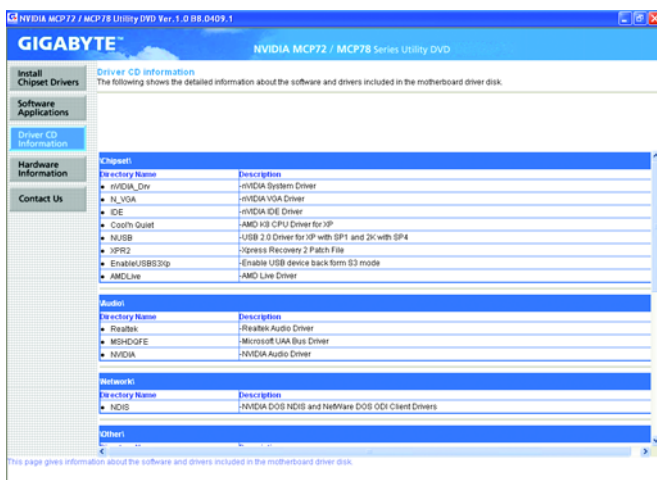 NVIDIA MCP72 / MCP78 Utility DVD Ver.1.0 B8.0409.1
GIGABYTE™
NVIDIA MCP72 / MCP78 Series Utility DVD
Install
Chipset Drivers
Software
Applications
Driver CD
Information
Hardware
Information
Contact Us
Driver CD information
The following shows the detailed information about the software and drivers included in the motherboard driver disk.
\Chipset\
Directory Name Description
• nVIDIA_Drv -nVIDIA System Driver
• N_VGA -nVIDIA VGA Driver
• IDE -nVIDIA IDE Driver
• Cool'n Quiet -AMD K8 CPU Driver for XP
• NUSB -USB 2.0 Driver for XP with SP1 and 2K with SP4
• XPR2 -Xpress Recovery 2 Patch File
• EnableUSBS3Xp -Enable USB device back form S3 mode
• AMDLive -AMD Live Driver
\Audio\
Directory Name Description
• Realtek -Realtek Audio Driver
• MSHDQFE -Microsoft UAA Bus Driver
• NVIDIA -NVIDIA Audio Driver
\Network\
Directory Name Description
• NDIS -NVIDIA DOS NDIS and NetWare DOS ODI Client Drivers
\Other\
This page gives information about the software and drivers included in the motherboard driver disk.